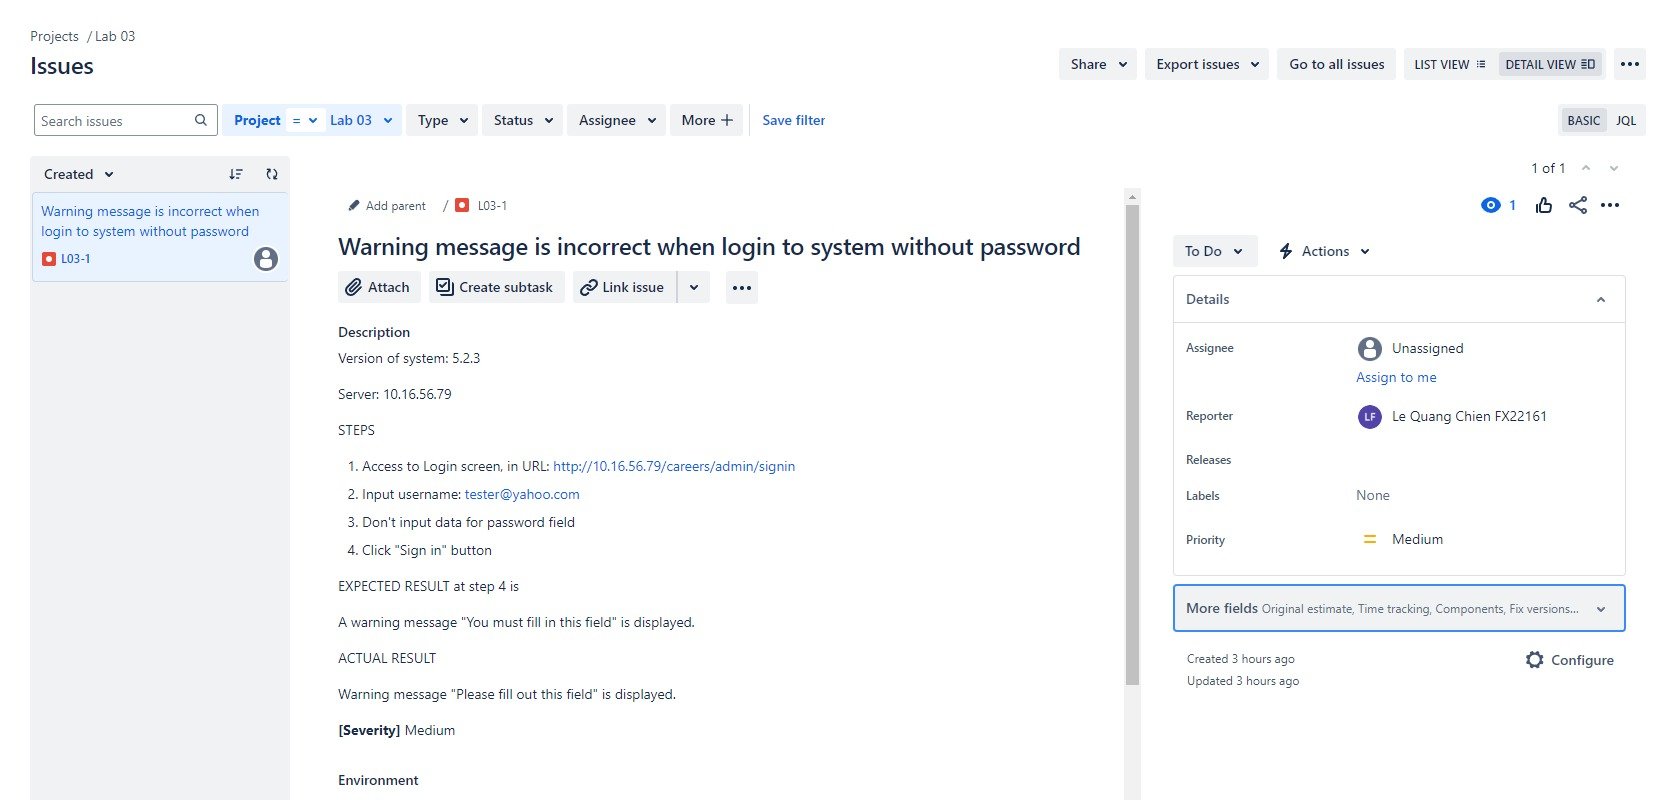 Projects / Lab 03
Issues
Share Export issues Go to all issues LIST VIEW DETAIL VIEW
Search issues Project = Lab 03 Type Status Assignee More Save filter BASIC JQL
Created
Warning message is incorrect when
login to system without password
L03-1
1 of 1
Add parent / L03-1
1
Warning message is incorrect when login to system without password
Attach Create subtask Link issue
Description
Version of system: 5.2.3
Server: 10.16.56.79
STEPS
1. Access to Login screen, in URL: http://10.16.56.79/careers/admin/signin
2. Input username: tester@yahoo.com
3. Don't input data for password field
4. Click "Sign in" button
EXPECTED RESULT at step 4 is
A warning message "You must fill in this field" is displayed.
ACTUAL RESULT
Warning message "Please fill out this field" is displayed.
[Severity] Medium
Environment
To Do Actions
Details
Assignee Unassigned
Assign to me
Reporter LF Le Quang Chien FX22161
Releases
Labels None
Priority Medium
More fields Original estimate, Time tracking, Components, Fix versions...
Created 3 hours ago Configure
Updated 3 hours ago